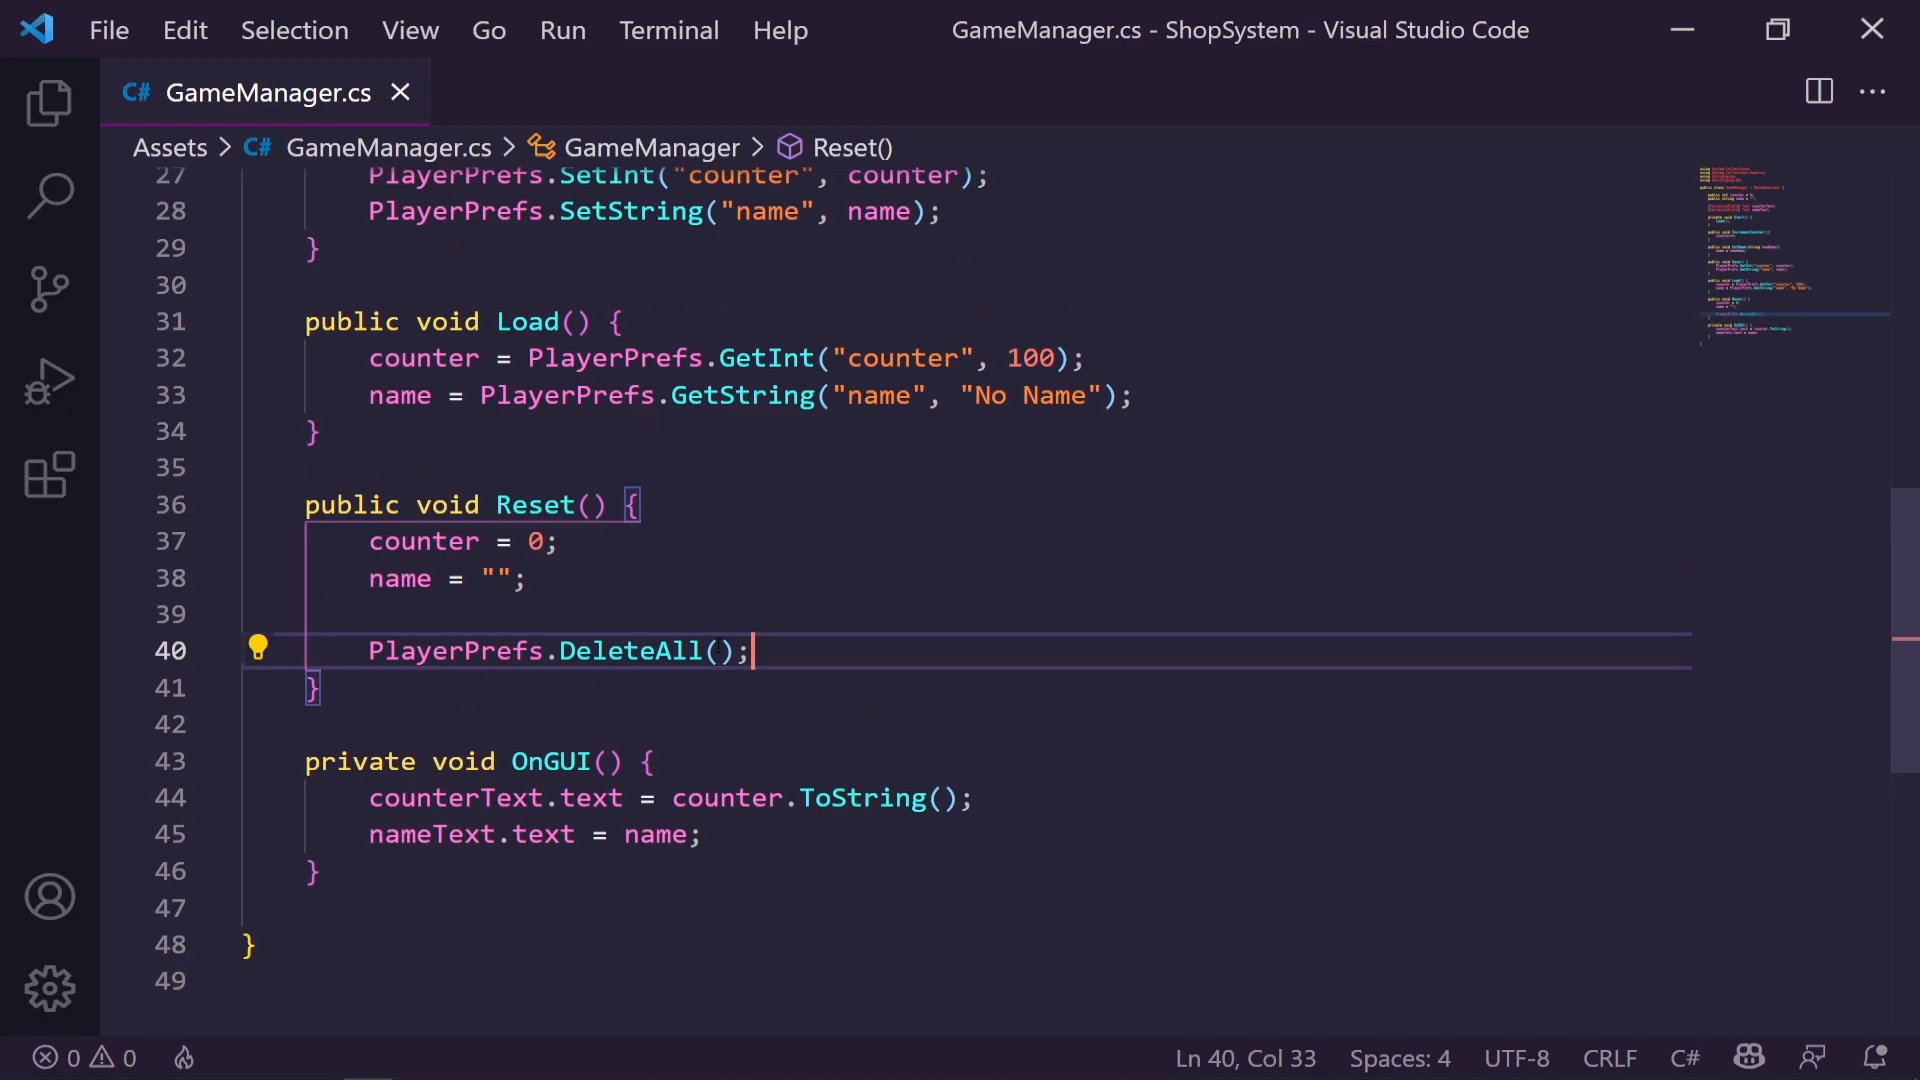 File Edit Selection View Go Run Terminal Help GameManager.cs - ShopSystem - Visual Studio Code
C# GameManager.cs
Assets > C# GameManager.cs > GameManager > Reset()
27 PlayerPrefs.SetInt("counter", counter);
28 PlayerPrefs.SetString("name", name);
29 }
30
31 public void Load() {
32 counter = PlayerPrefs.GetInt("counter", 100);
33 name = PlayerPrefs.GetString("name", "No Name");
34 }
35
36 public void Reset() {
37 counter = 0;
38 name = "";
39
40 PlayerPrefs.DeleteAll();
41 }
42
43 private void OnGUI() {
44 counterText.text = counter.ToString();
45 nameText.text = name;
46 }
47
48 }
49
0 0 Ln 40, Col 33 Spaces: 4 UTF-8 CRLF C#